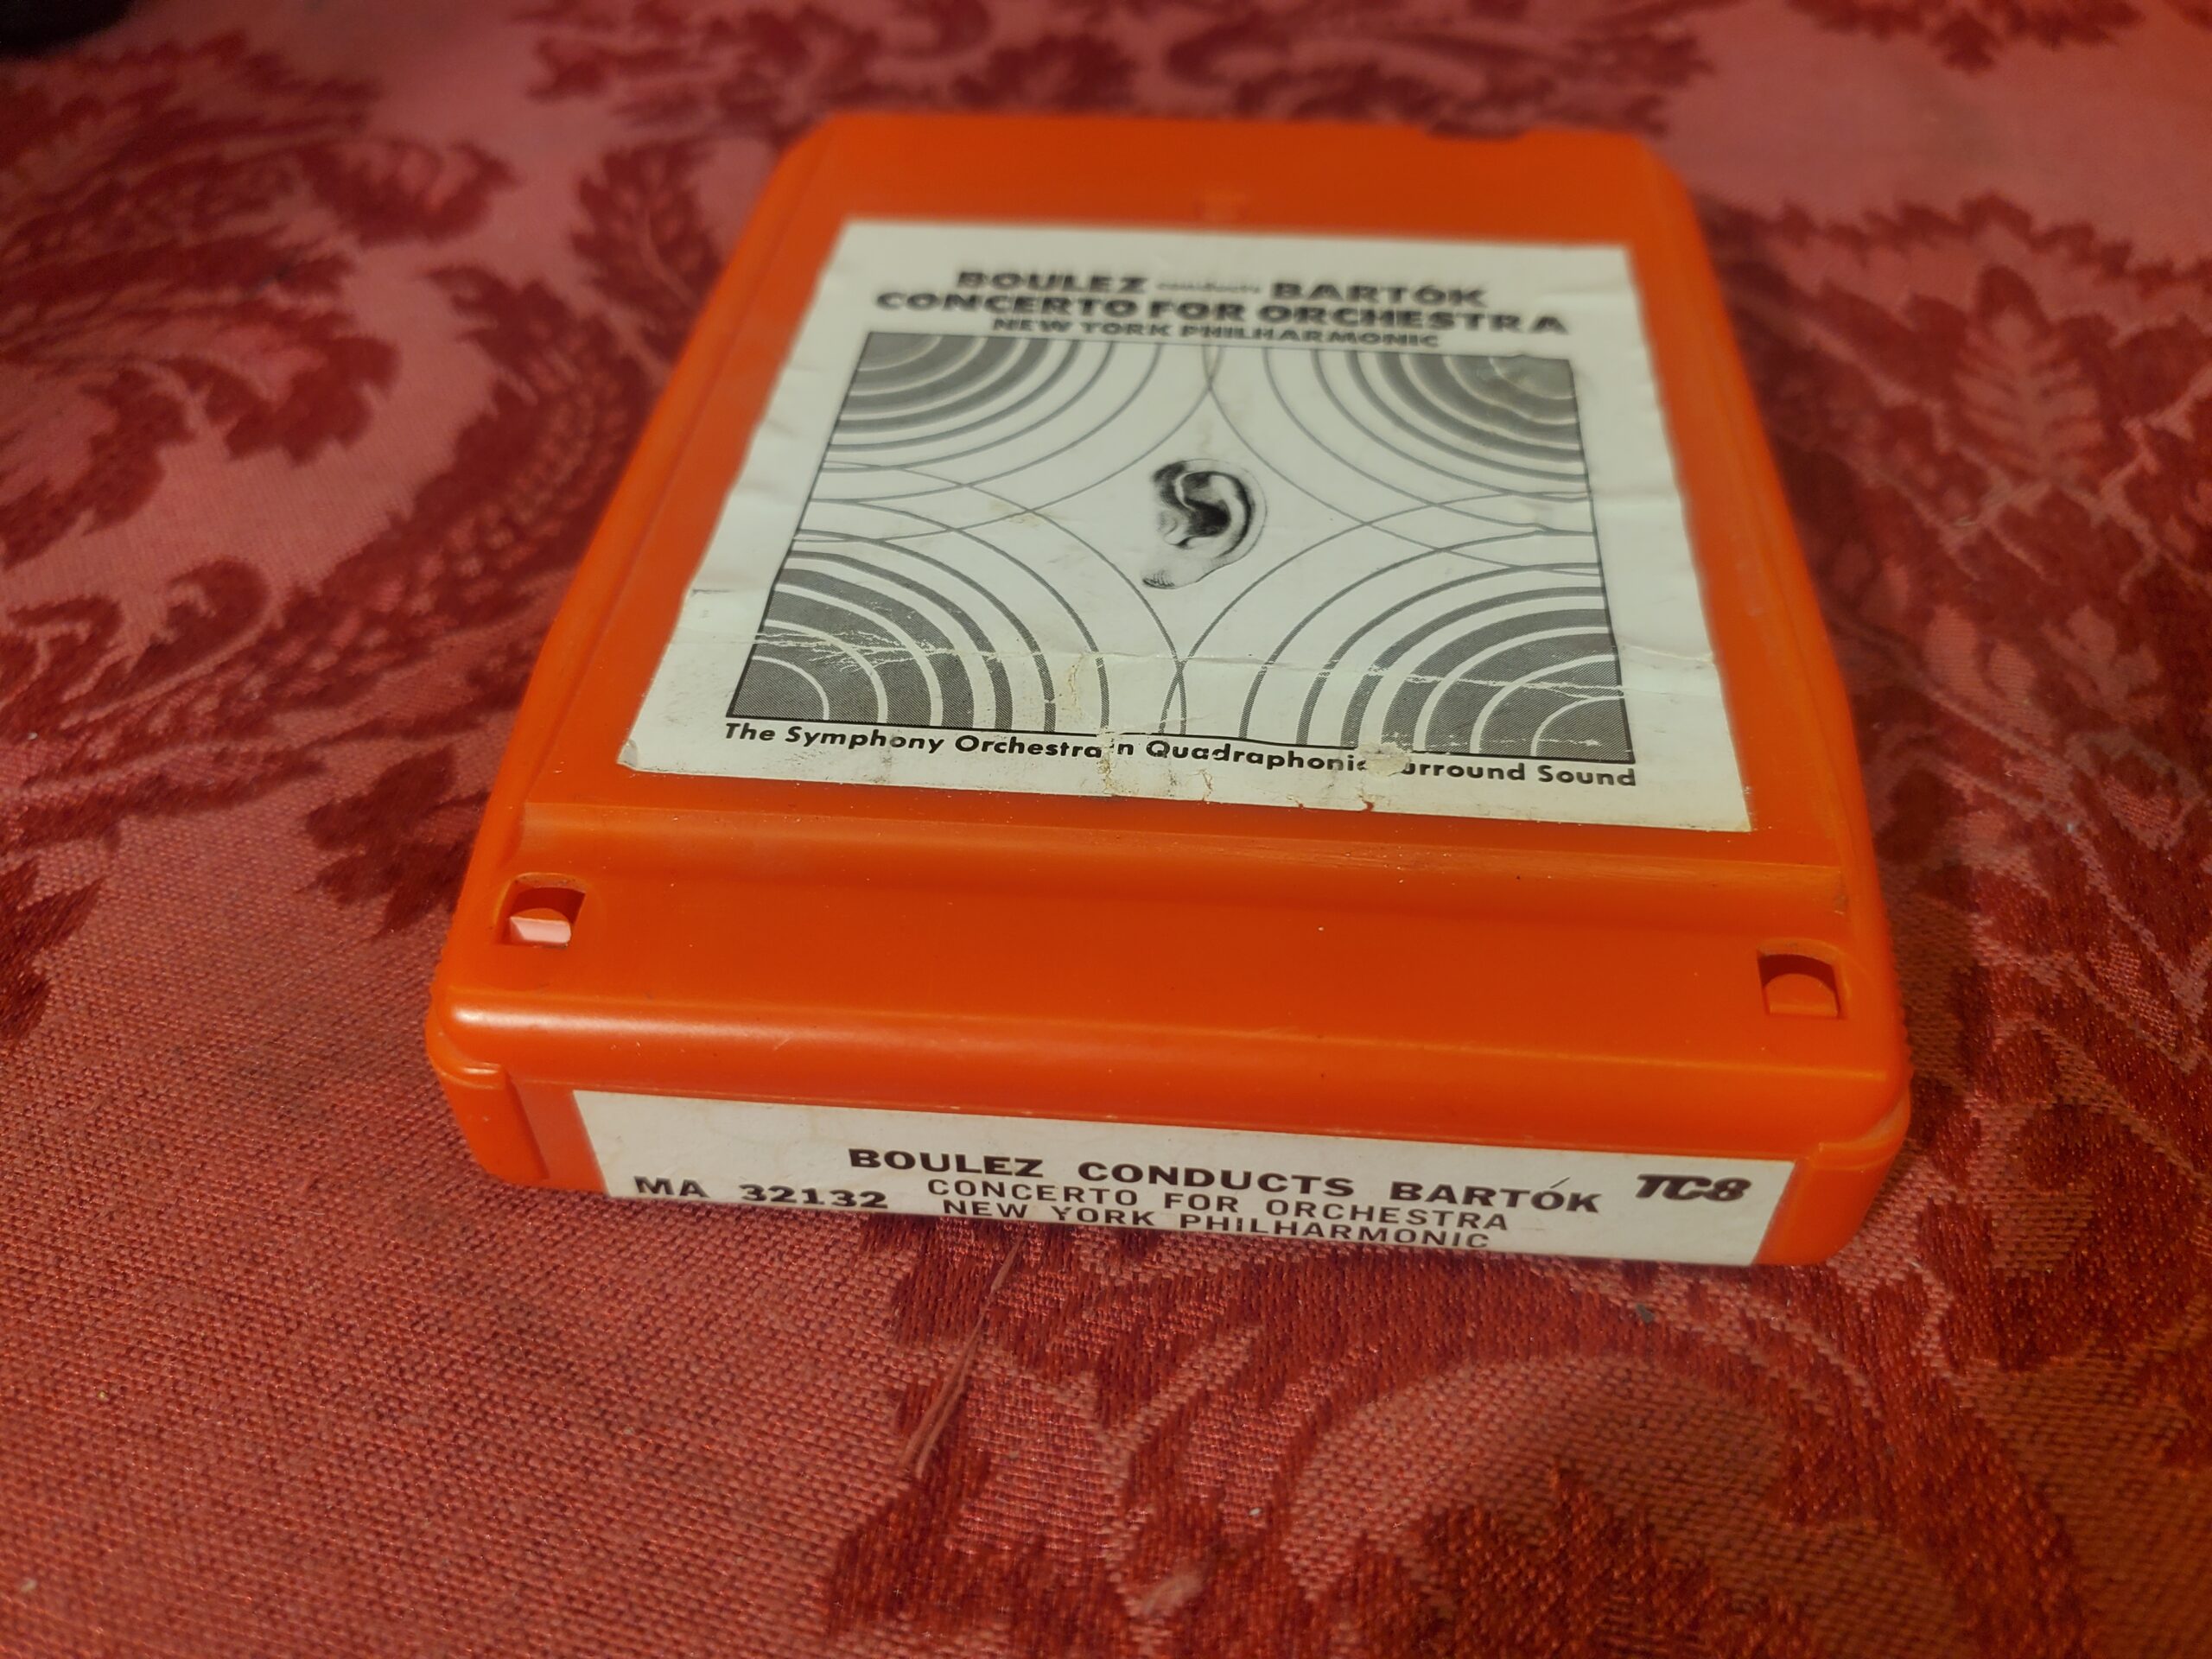 BOULEZ conducts BARTÓK
CONCERTO FOR ORCHESTRA
NEW YORK PHILHARMONIC
The Symphony Orchestra in Quadraphonic Surround Sound
BOULEZ CONDUCTS BARTÓK TC8
MA 32132 CONCERTO FOR ORCHESTRA
NEW YORK PHILHARMONIC